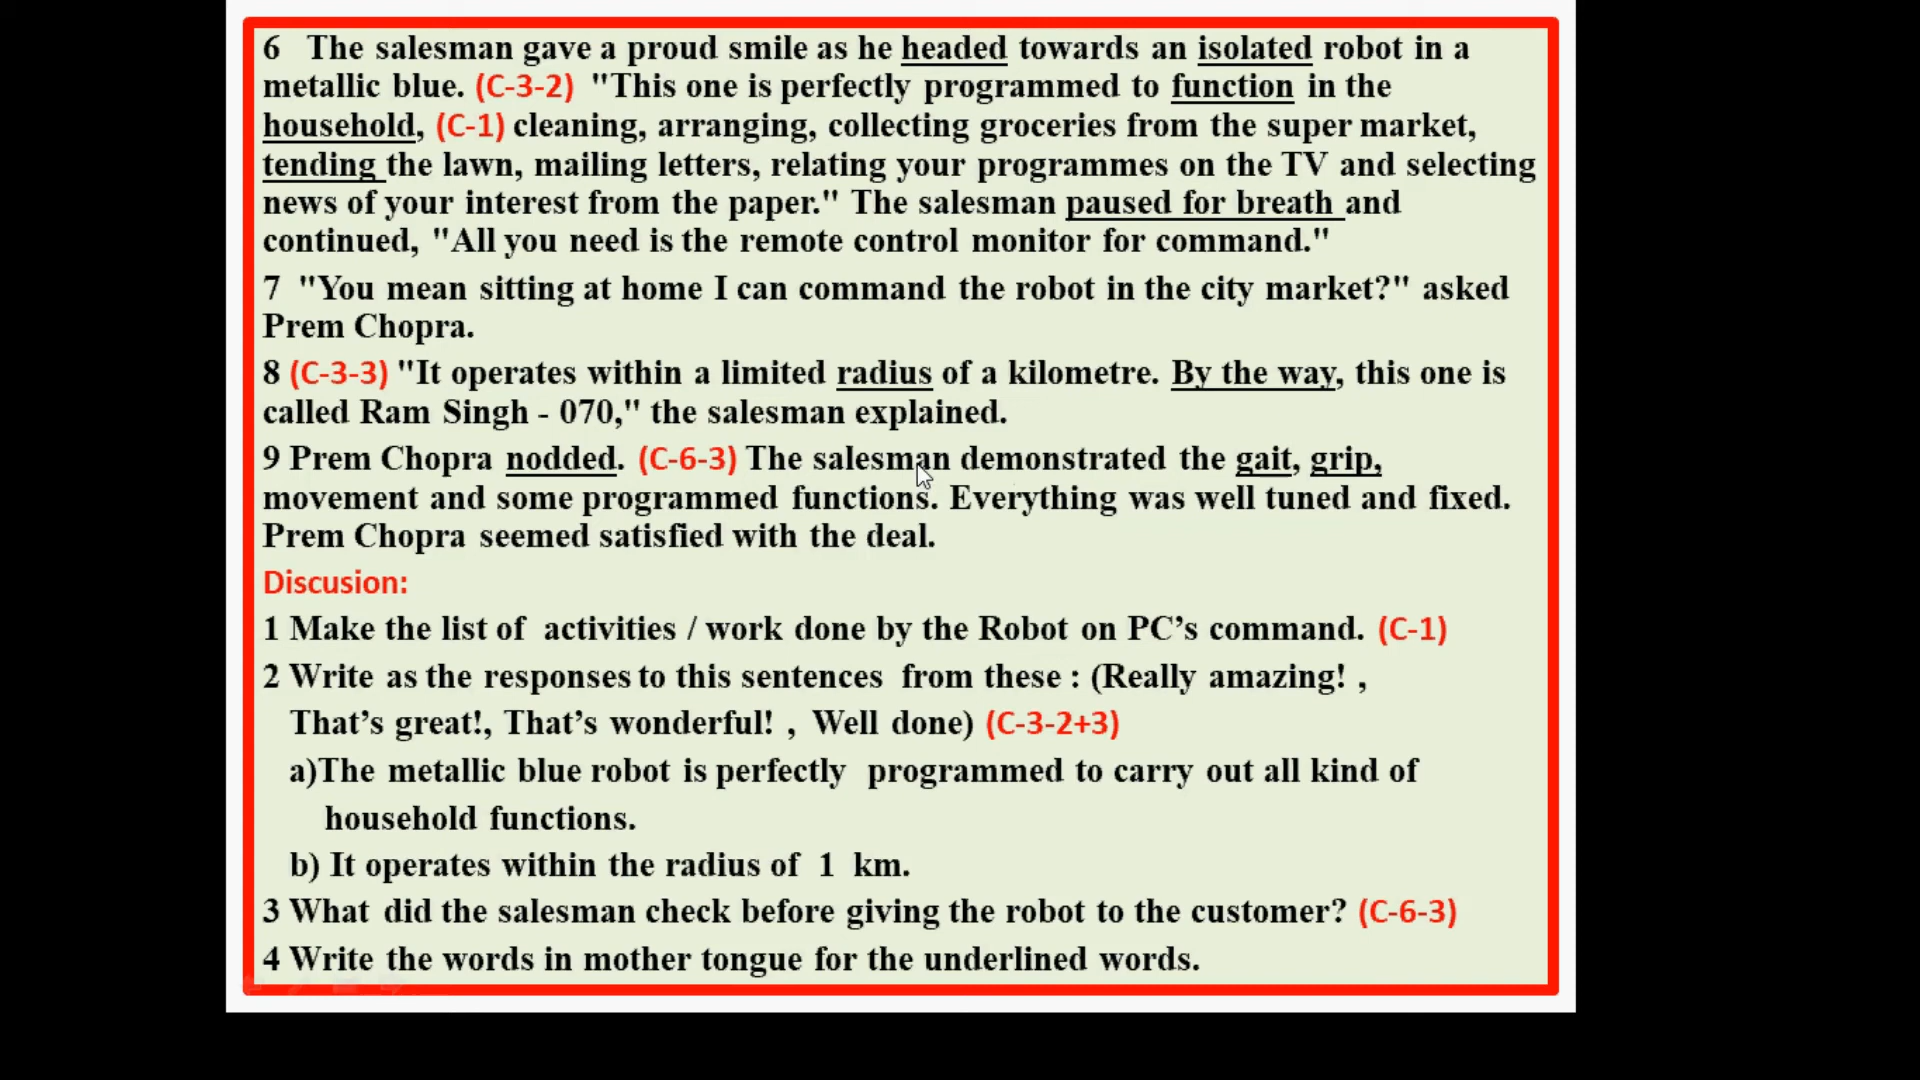 6 The salesman gave a proud smile as he headed towards an isolated robot in a
metallic blue. (C-3-2) "This one is perfectly programmed to function in the
household, (C-1) cleaning, arranging, collecting groceries from the super market,
tending the lawn, mailing letters, relating your programmes on the TV and selecting
news of your interest from the paper." The salesman paused for breath and
continued, "All you need is the remote control monitor for command."
7 "You mean sitting at home I can command the robot in the city market?" asked
Prem Chopra.
8 (C-3-3) "It operates within a limited radius of a kilometre. By the way, this one is
called Ram Singh - 070," the salesman explained.
9 Prem Chopra nodded. (C-6-3) The salesman demonstrated the gait, grip,
movement and some programmed functions. Everything was well tuned and fixed.
Prem Chopra seemed satisfied with the deal.
Discusion:
1 Make the list of activities / work done by the Robot on PC’s command. (C-1)
2 Write as the responses to this sentences from these : (Really amazing! ,
That’s great!, That’s wonderful! , Well done) (C-3-2+3)
a)The metallic blue robot is perfectly programmed to carry out all kind of
household functions.
b) It operates within the radius of 1 km.
3 What did the salesman check before giving the robot to the customer? (C-6-3)
4 Write the words in mother tongue for the underlined words.